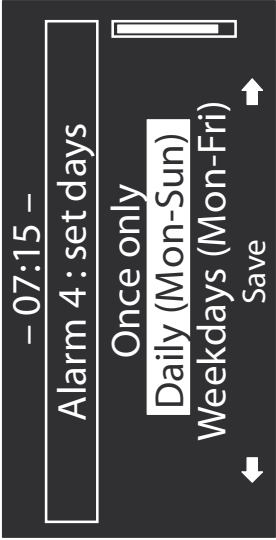 – 07:15 –
Alarm 4 : set days
Once only
Daily (Mon-Sun)
Weekdays (Mon-Fri)
Save